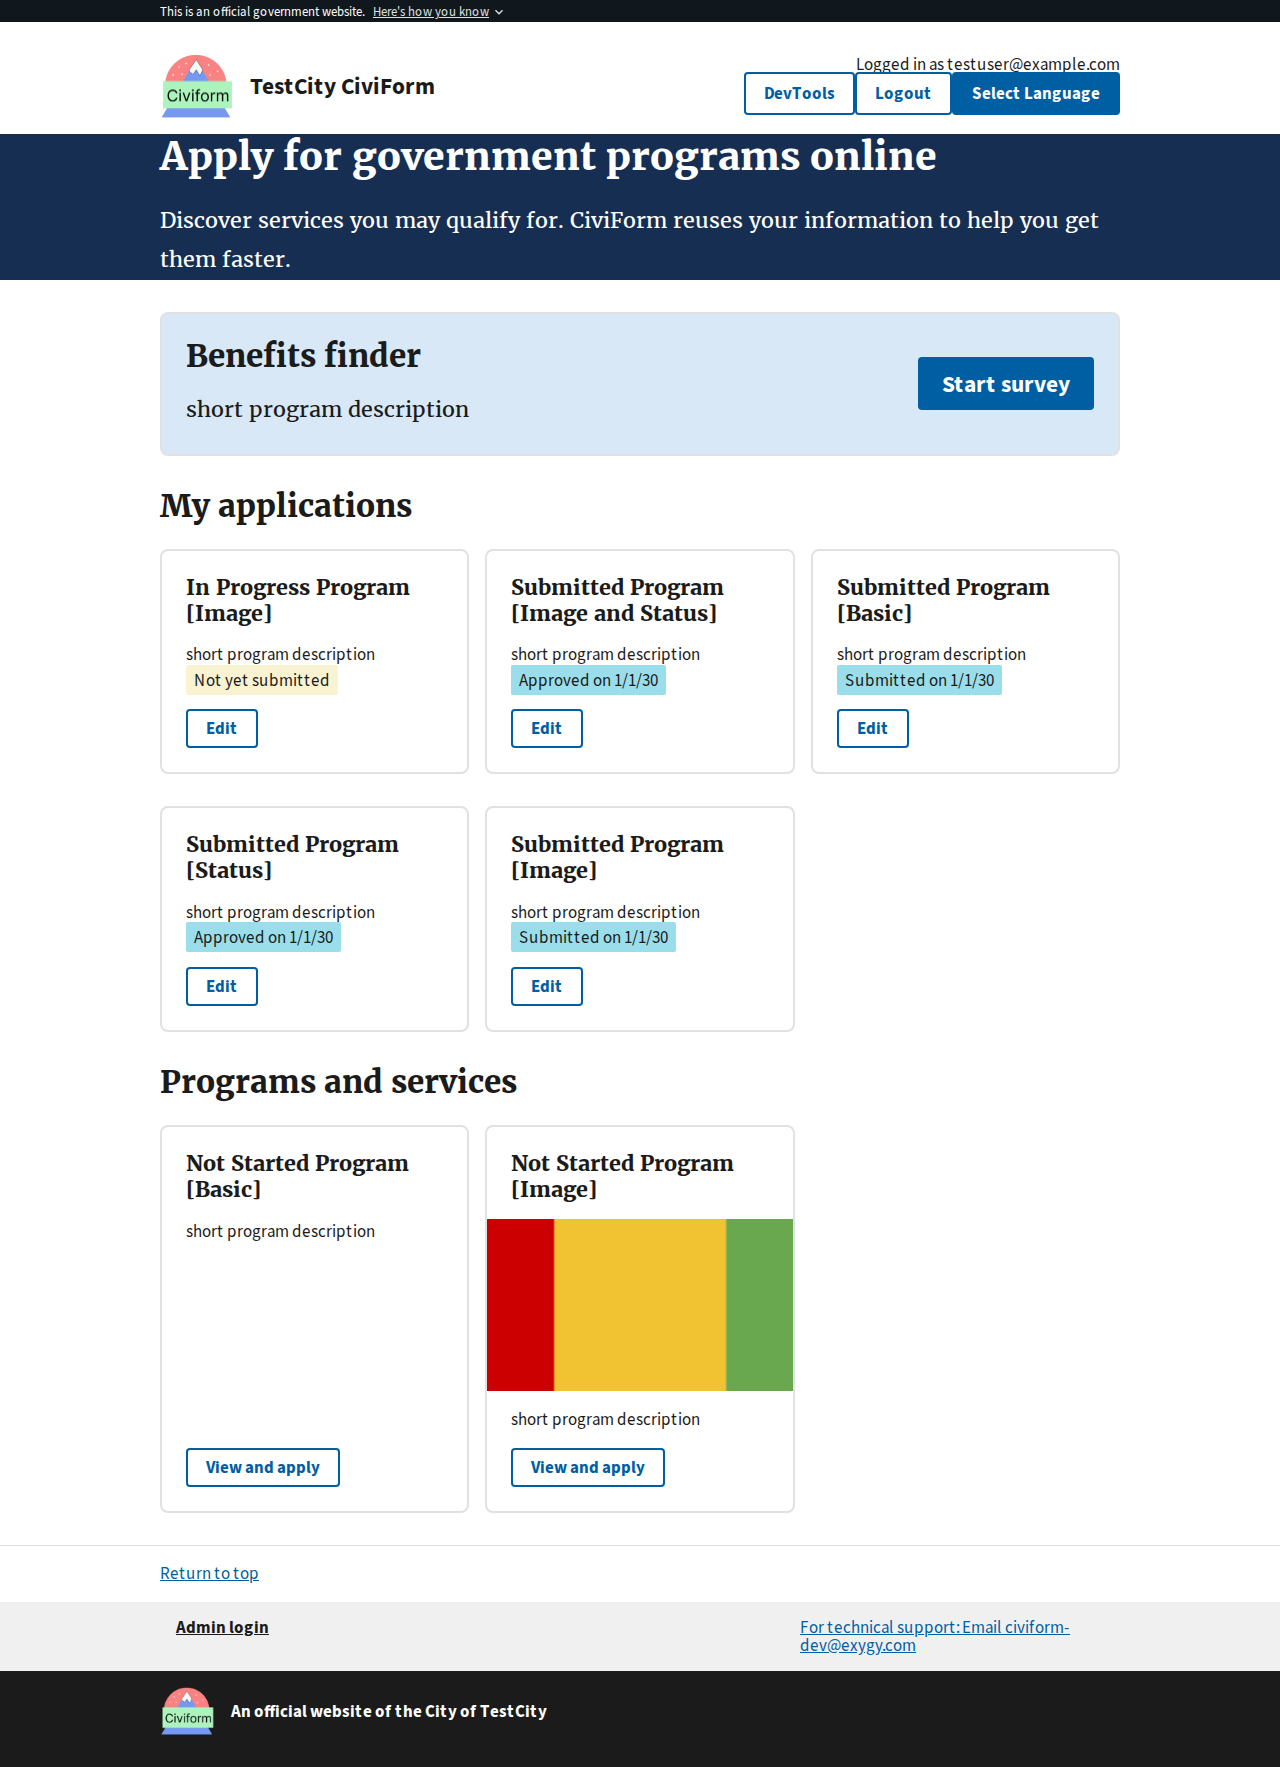 This is an official government website. Here's how you know
Civiform
TestCity CiviForm
Logged in as testuser@example.com
DevTools
Logout
Select Language
Apply for government programs online
Discover services you may qualify for. CiviForm reuses your information to help you get
them faster.
Benefits finder
short program description
Start survey
My applications
In Progress Program
[Image]
short program description
Not yet submitted
Edit
Submitted Program
[Image and Status]
short program description
Approved on 1/1/30
Edit
Submitted Program
[Basic]
short program description
Submitted on 1/1/30
Edit
Submitted Program
[Status]
short program description
Approved on 1/1/30
Edit
Submitted Program
[Image]
short program description
Submitted on 1/1/30
Edit
Programs and services
Not Started Program
[Basic]
short program description
View and apply
Not Started Program
[Image]
short program description
View and apply
Return to top
Admin login
For technical support: Email civiform-
dev@exygy.com
Civiform
An official website of the City of TestCity